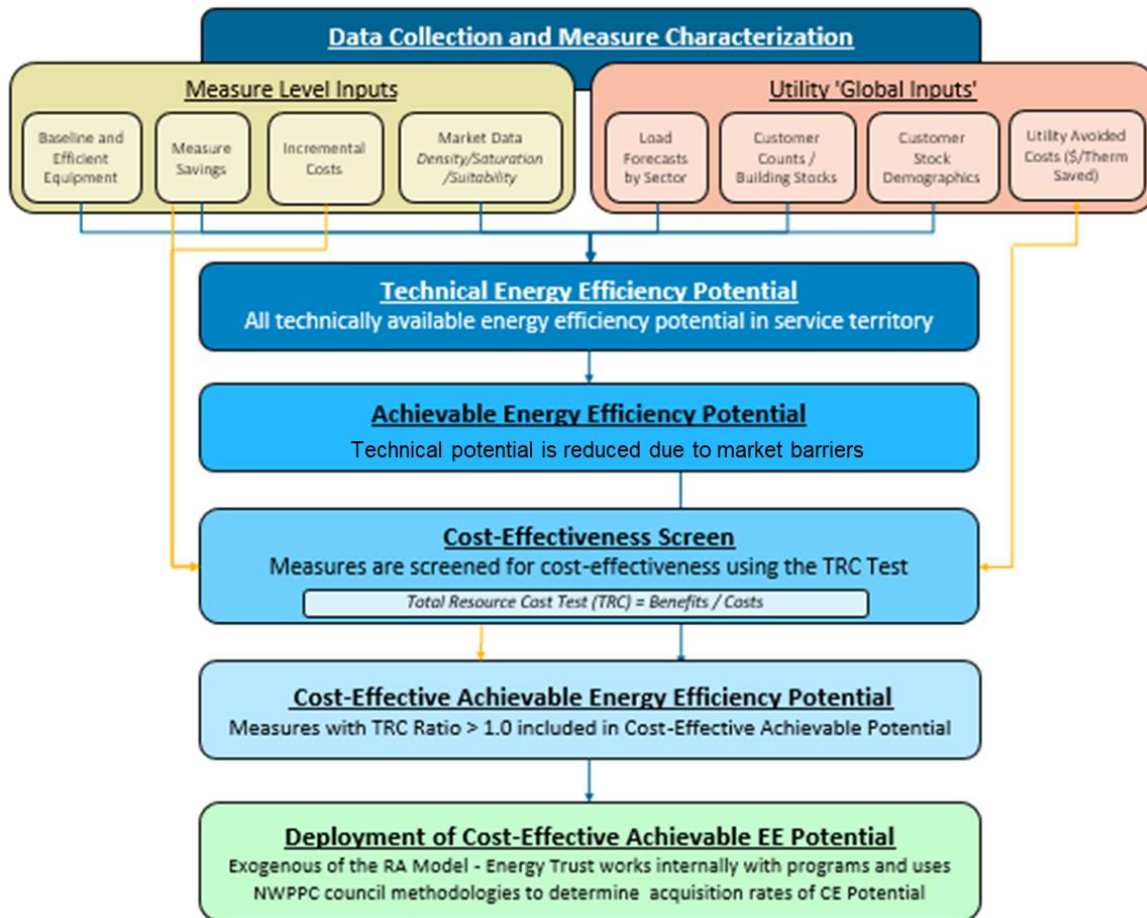 Data Collection and Measure Characterization
Measure Level Inputs
Baseline and
Efficient
Equipment
Measure
Savings
Incremental
Costs
Market Data
Density/Saturation
/Suitability
Utility 'Global Inputs'
Load
Forecasts
by Sector
Customer
Counts /
Building Stocks
Customer
Stock
Demographics
Utility Avoided
Costs ($/Therm
Saved)
Technical Energy Efficiency Potential
All technically available energy efficiency potential in service territory
Achievable Energy Efficiency Potential
Technical potential is reduced due to market barriers
Cost-Effectiveness Screen
Measures are screened for cost-effectiveness using the TRC Test
Total Resource Cost Test (TRC) = Benefits / Costs
Cost-Effective Achievable Energy Efficiency Potential
Measures with TRC Ratio > 1.0 included in Cost-Effective Achievable Potential
Deployment of Cost-Effective Achievable EE Potential
Exogenous of the RA Model - Energy Trust works internally with programs and uses
NWPPC council methodologies to determine acquisition rates of CE Potential